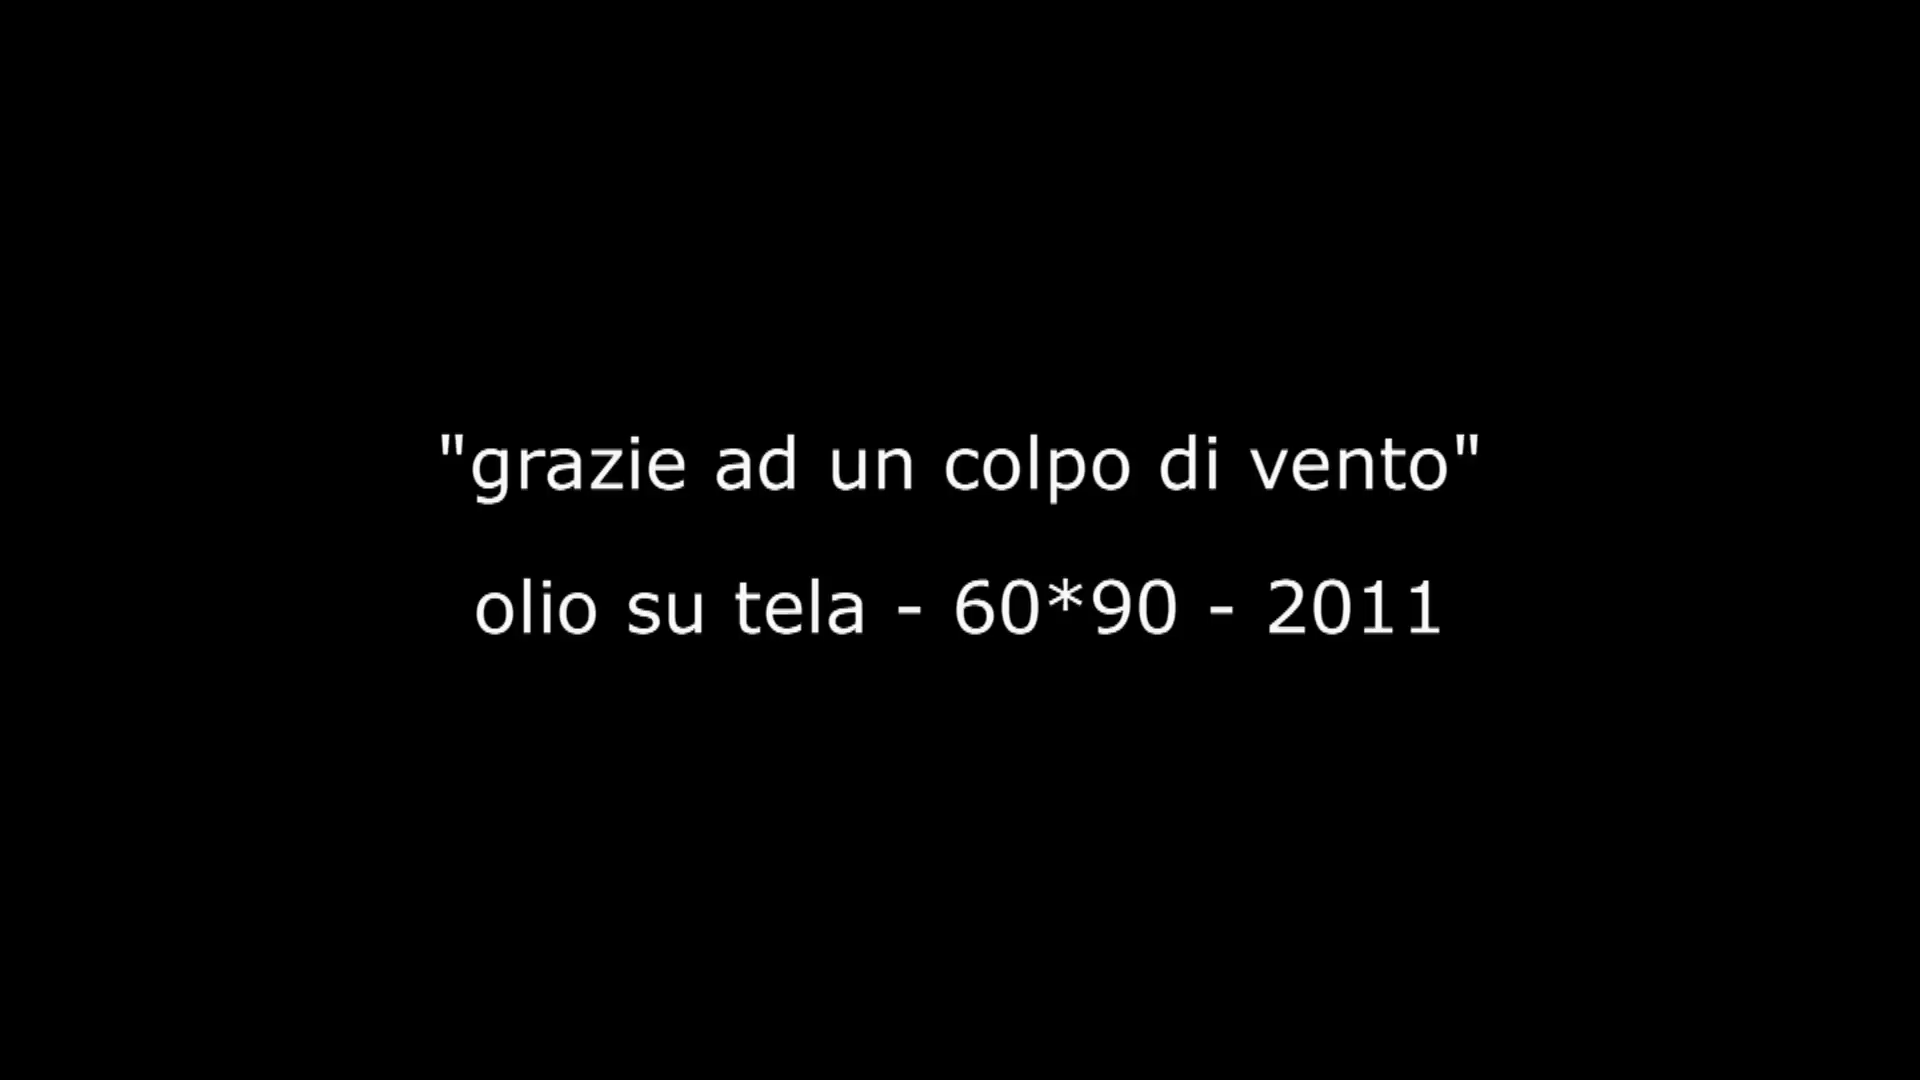 "grazie ad un colpo di vento"
olio su tela - 60*90 - 2011